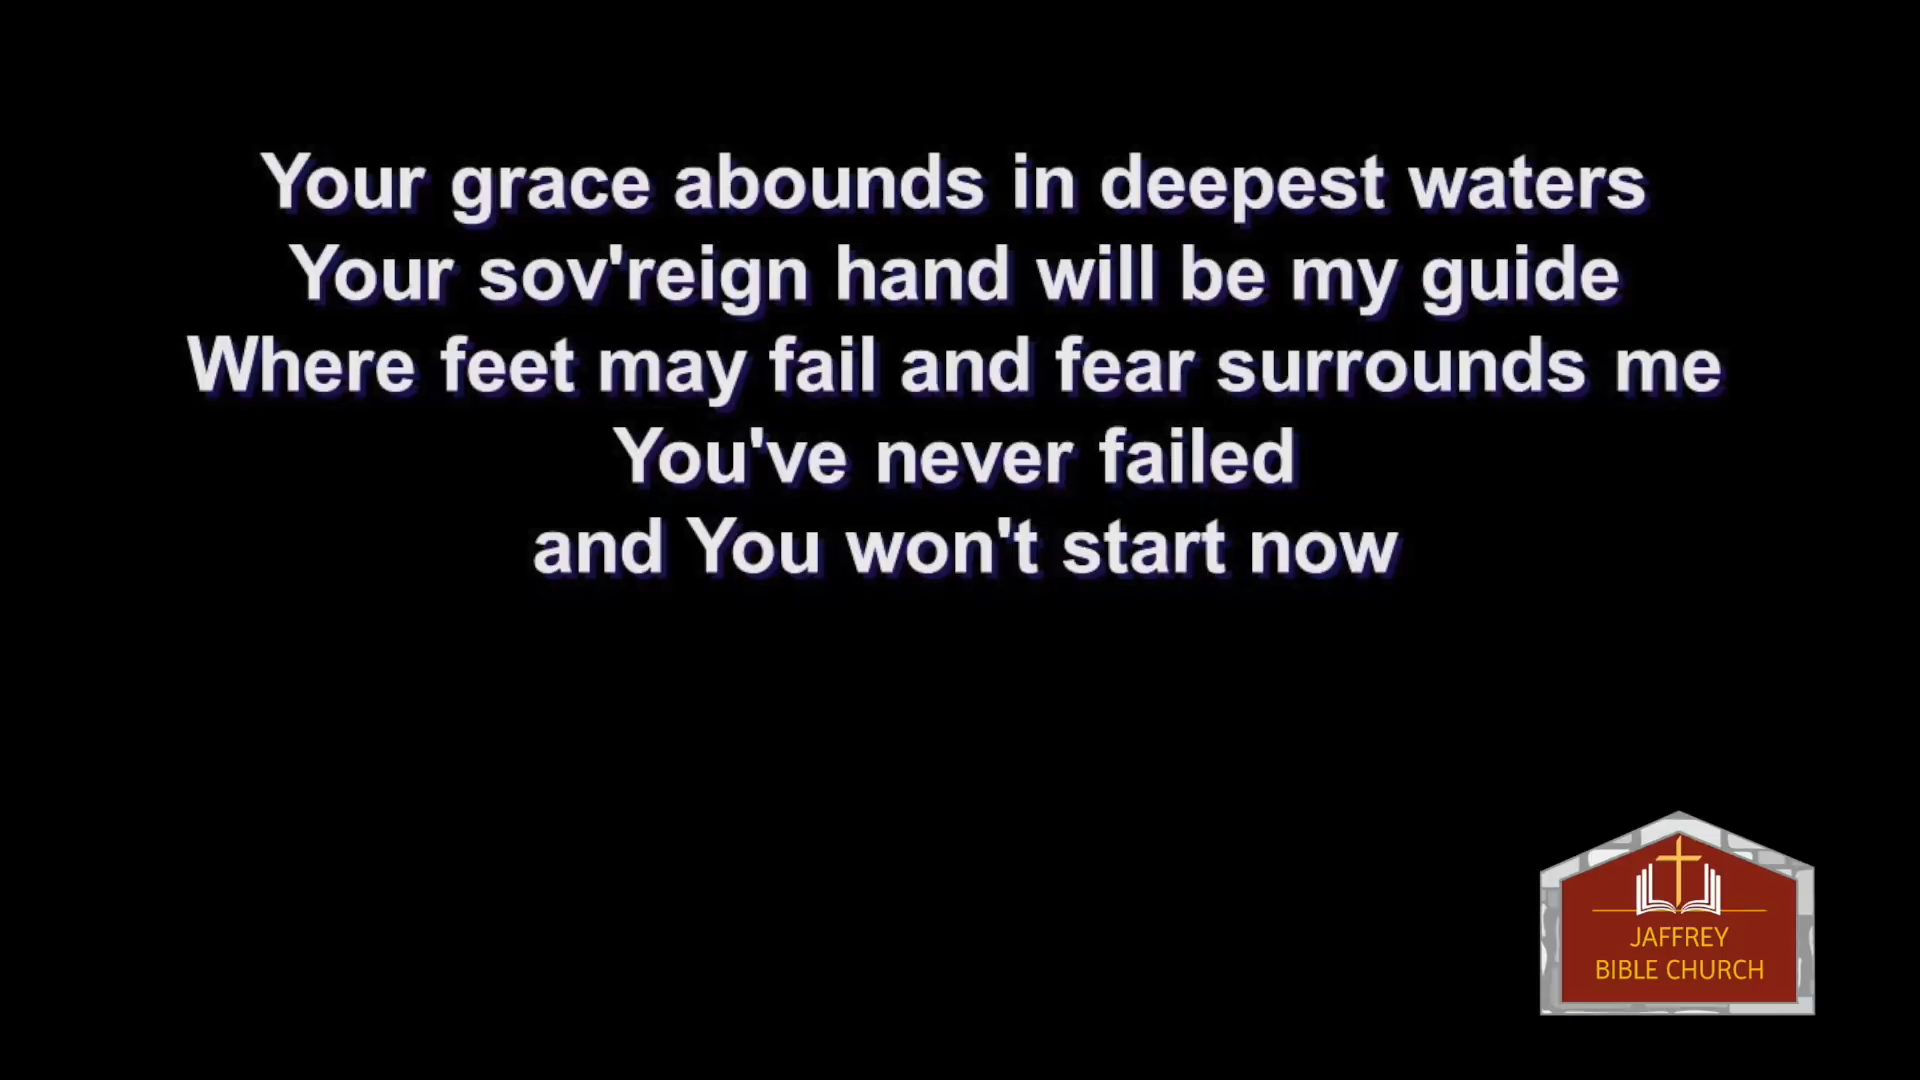 Your grace abounds in deepest waters
Your sov'reign hand will be my guide
Where feet may fail and fear surrounds me
You've never failed
and You won't start now
JAFFREY
BIBLE CHURCH